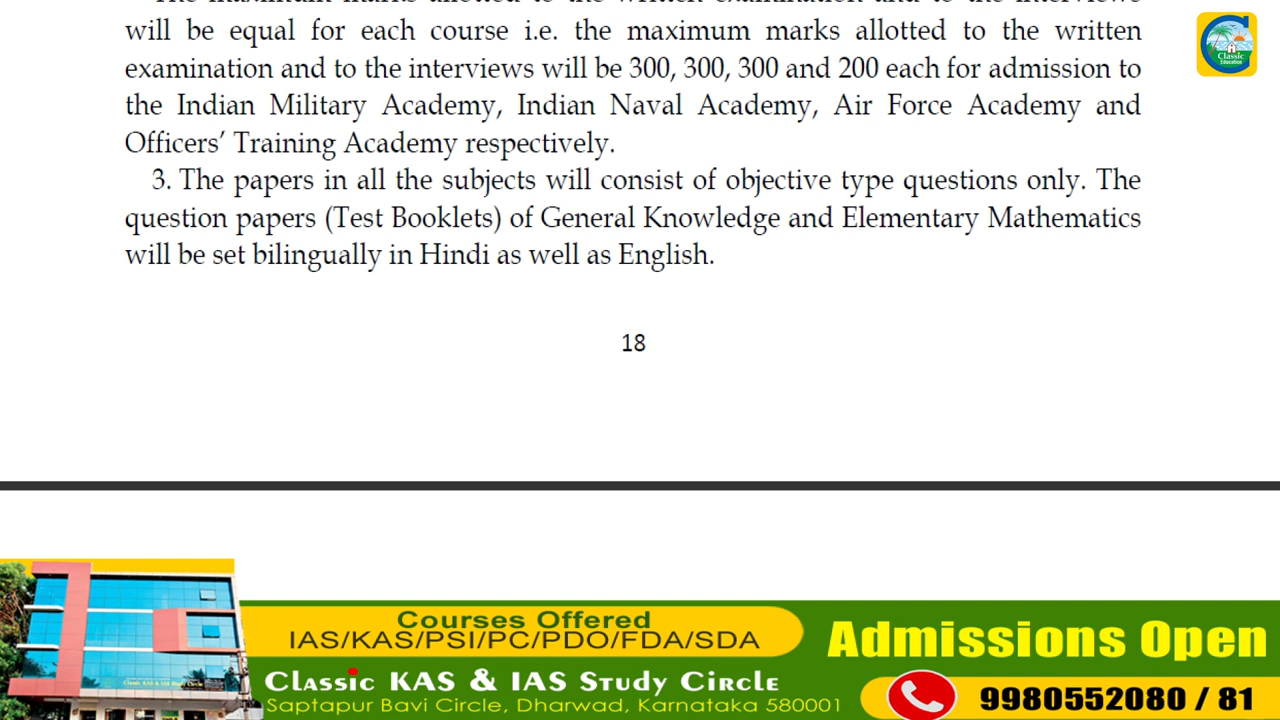 will be equal for each course i.e. the maximum marks allotted to the written
examination and to the interviews will be 300, 300, 300 and 200 each for admission to
the Indian Military Academy, Indian Naval Academy, Air Force Academy and
Officers’ Training Academy respectively.
3. The papers in all the subjects will consist of objective type questions only. The
question papers (Test Booklets) of General Knowledge and Elementary Mathematics
will be set bilingually in Hindi as well as English.
18
Classic
Education
Courses Offered
IAS/KAS/PSI/PC/PDO/FDA/SDA
Classic KAS & IAS Study Circle
Saptapur Bavi Circle, Dharwad, Karnataka 580001
Admissions Open
9980552080 / 81